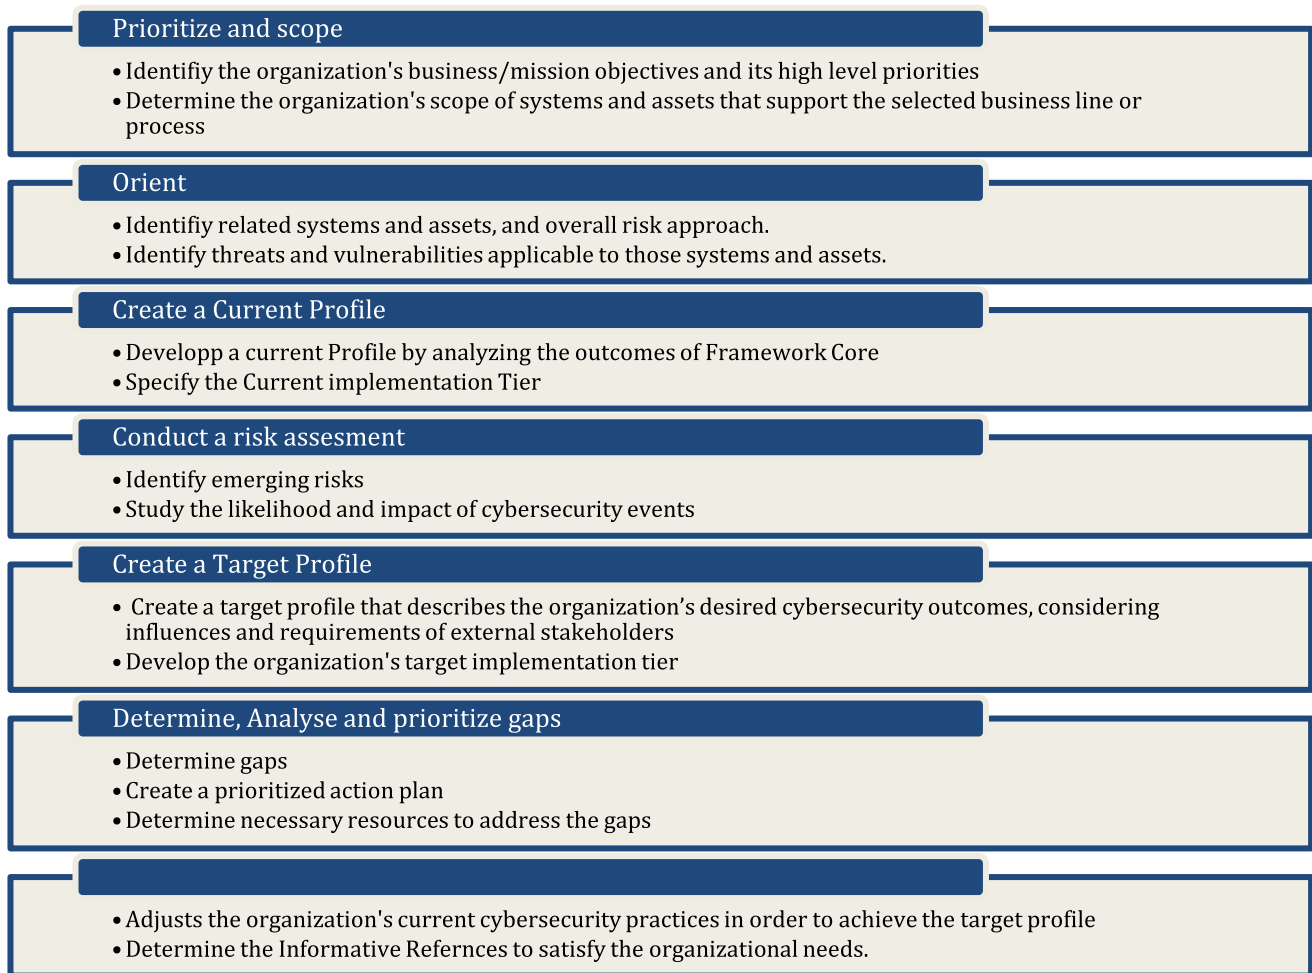 Prioritize and scope
• Identifiy the organization's business/mission objectives and its high level priorities
• Determine the organization's scope of systems and assets that support the selected business line or
process
Orient
• Identifiy related systems and assets, and overall risk approach.
• Identify threats and vulnerabilities applicable to those systems and assets.
Create a Current Profile
• Developp a current Profile by analyzing the outcomes of Framework Core
• Specify the Current implementation Tier
Conduct a risk assesment
• Identify emerging risks
• Study the likelihood and impact of cybersecurity events
Create a Target Profile
• Create a target profile that describes the organization’s desired cybersecurity outcomes, considering
influences and requirements of external stakeholders
• Develop the organization's target implementation tier
Determine, Analyse and prioritize gaps
• Determine gaps
• Create a prioritized action plan
• Determine necessary resources to address the gaps
• Adjusts the organization's current cybersecurity practices in order to achieve the target profile
• Determine the Informative Refernces to satisfy the organizational needs.